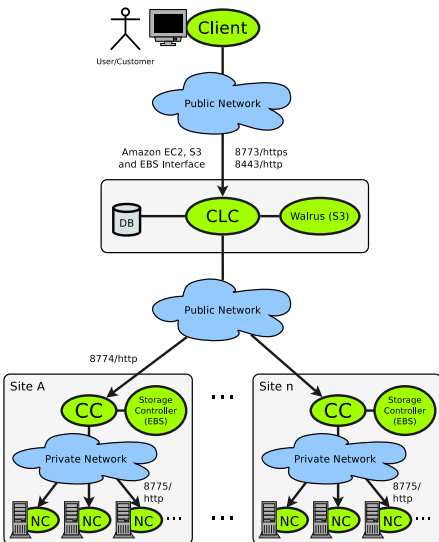 Client
User/Customer
Public Network
Amazon EC2, S3
and EBS Interface
8773/https
8443/http
DB
CLC
Walrus (S3)
Public Network
8774/http
Site A
CC
Storage
Controller
(EBS)
Private Network
8775/
http
NC
NC
NC
...
...
...
Site n
CC
Storage
Controller
(EBS)
Private Network
8775/
http
NC
NC
NC
...